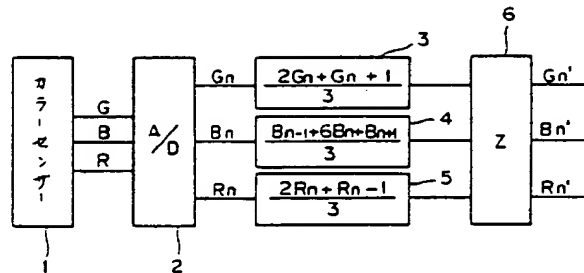 3
6
カラーセンサー
G
B
R
A/D
Gn
2Gn+Gn+1
3
Gn'
4
Bn
Bn-1+6Bn+Bn+1
3
Z
Bn'
5
Rn
2Rn+Rn-1
3
Rn'
1
2